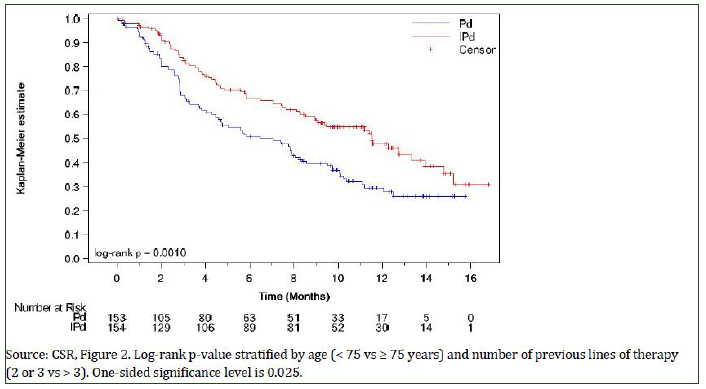 Pd
IPd
Censor
Kaplan-Meier estimate
1.0
0.9
0.8
0.7
0.6
0.5
0.4
0.3
0.2
0.1
0.0
log-rank p = 0.0010
0 2 4 6 8 10 12 14 16
Time (Months)
Number at Risk
Pd 153 105 80 63 51 33 17 5 0
IPd 154 129 106 89 81 52 30 14 1
Source: CSR, Figure 2. Log-rank p-value stratified by age (< 75 vs ≥ 75 years) and number of previous lines of therapy
(2 or 3 vs > 3). One-sided significance level is 0.025.